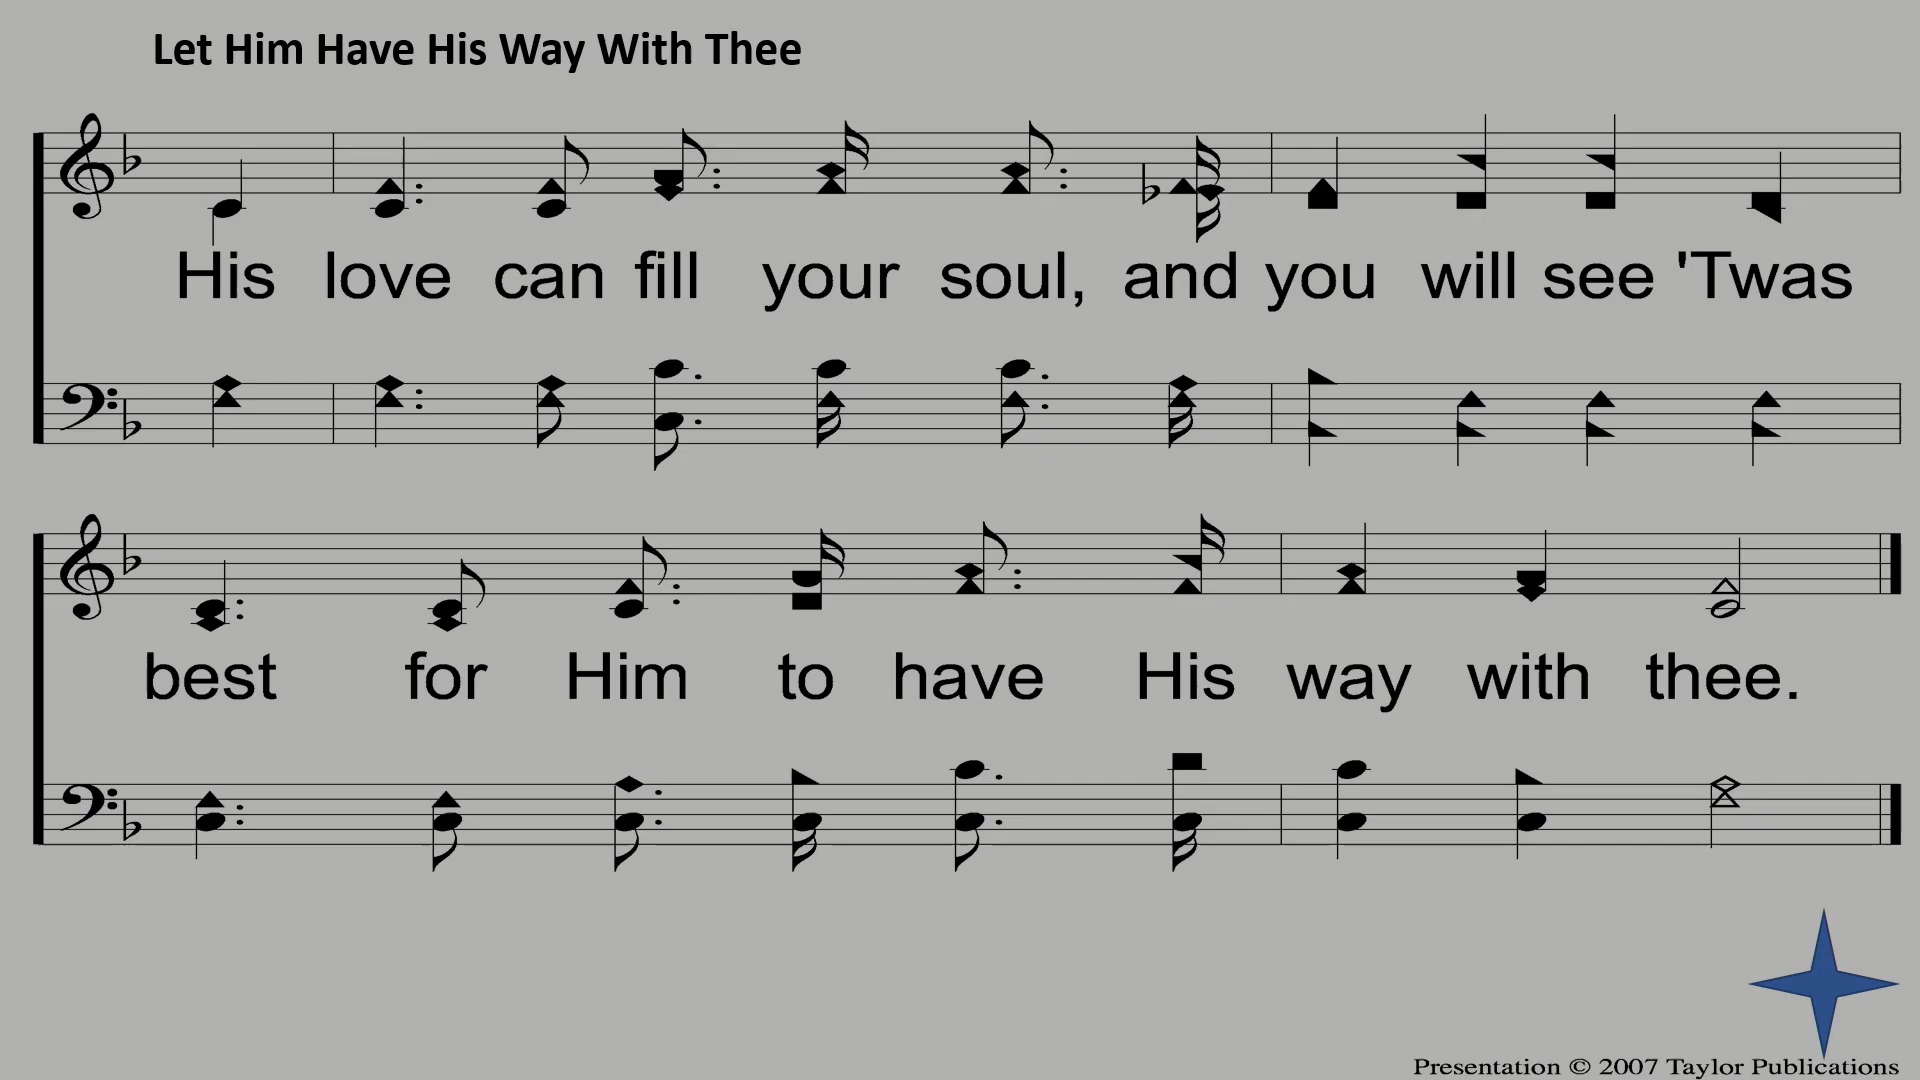 Let Him Have His Way With Thee
His love can fill your soul, and you will see 'Twas
best for Him to have His way with thee.
Presentation © 2007 Taylor Publications